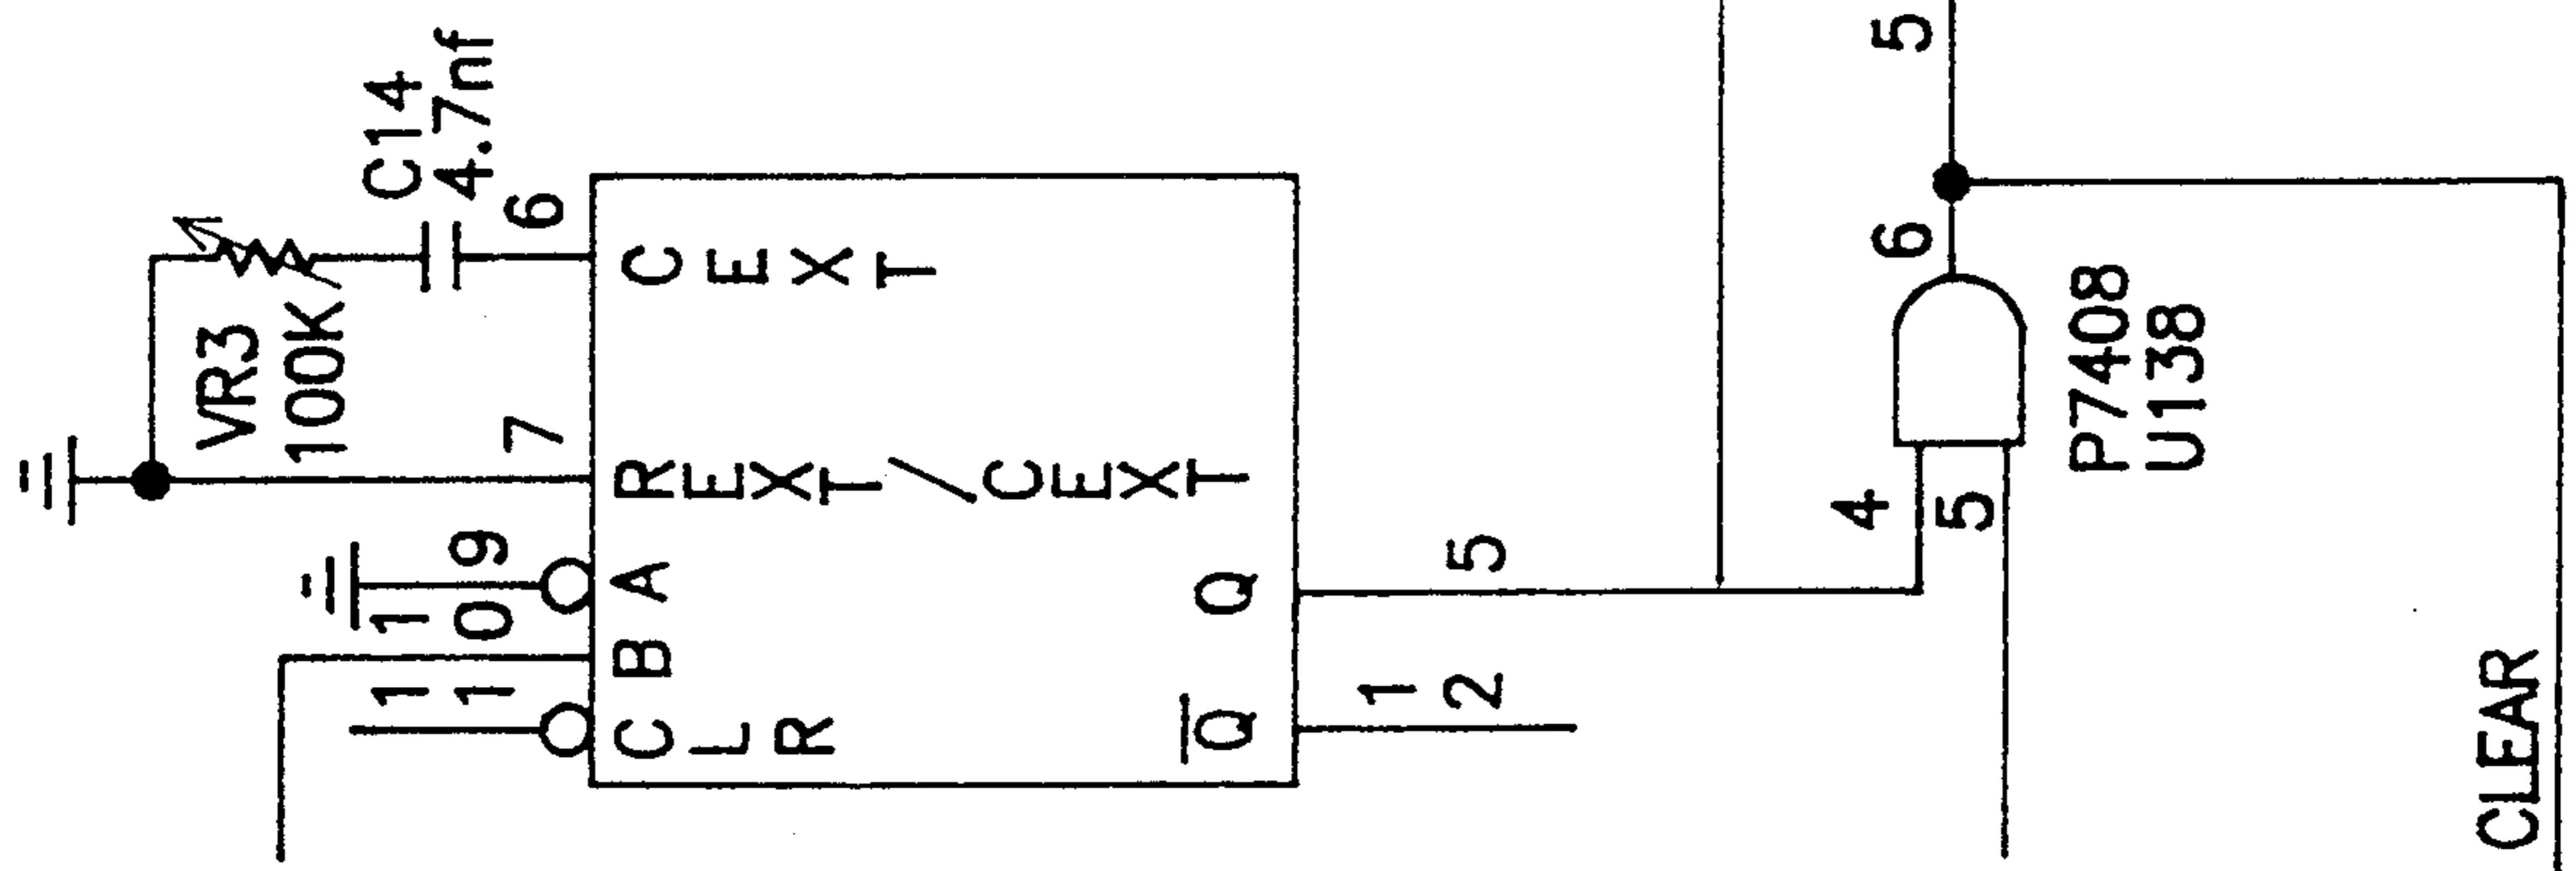 VR3
100K
C14
4.7nf
11
10
9
7
6
CLR
B
A
REXT/CEXT
CEXT
Q̅
Q
12
5
4
5
6
5
P7408
U138
CLEAR